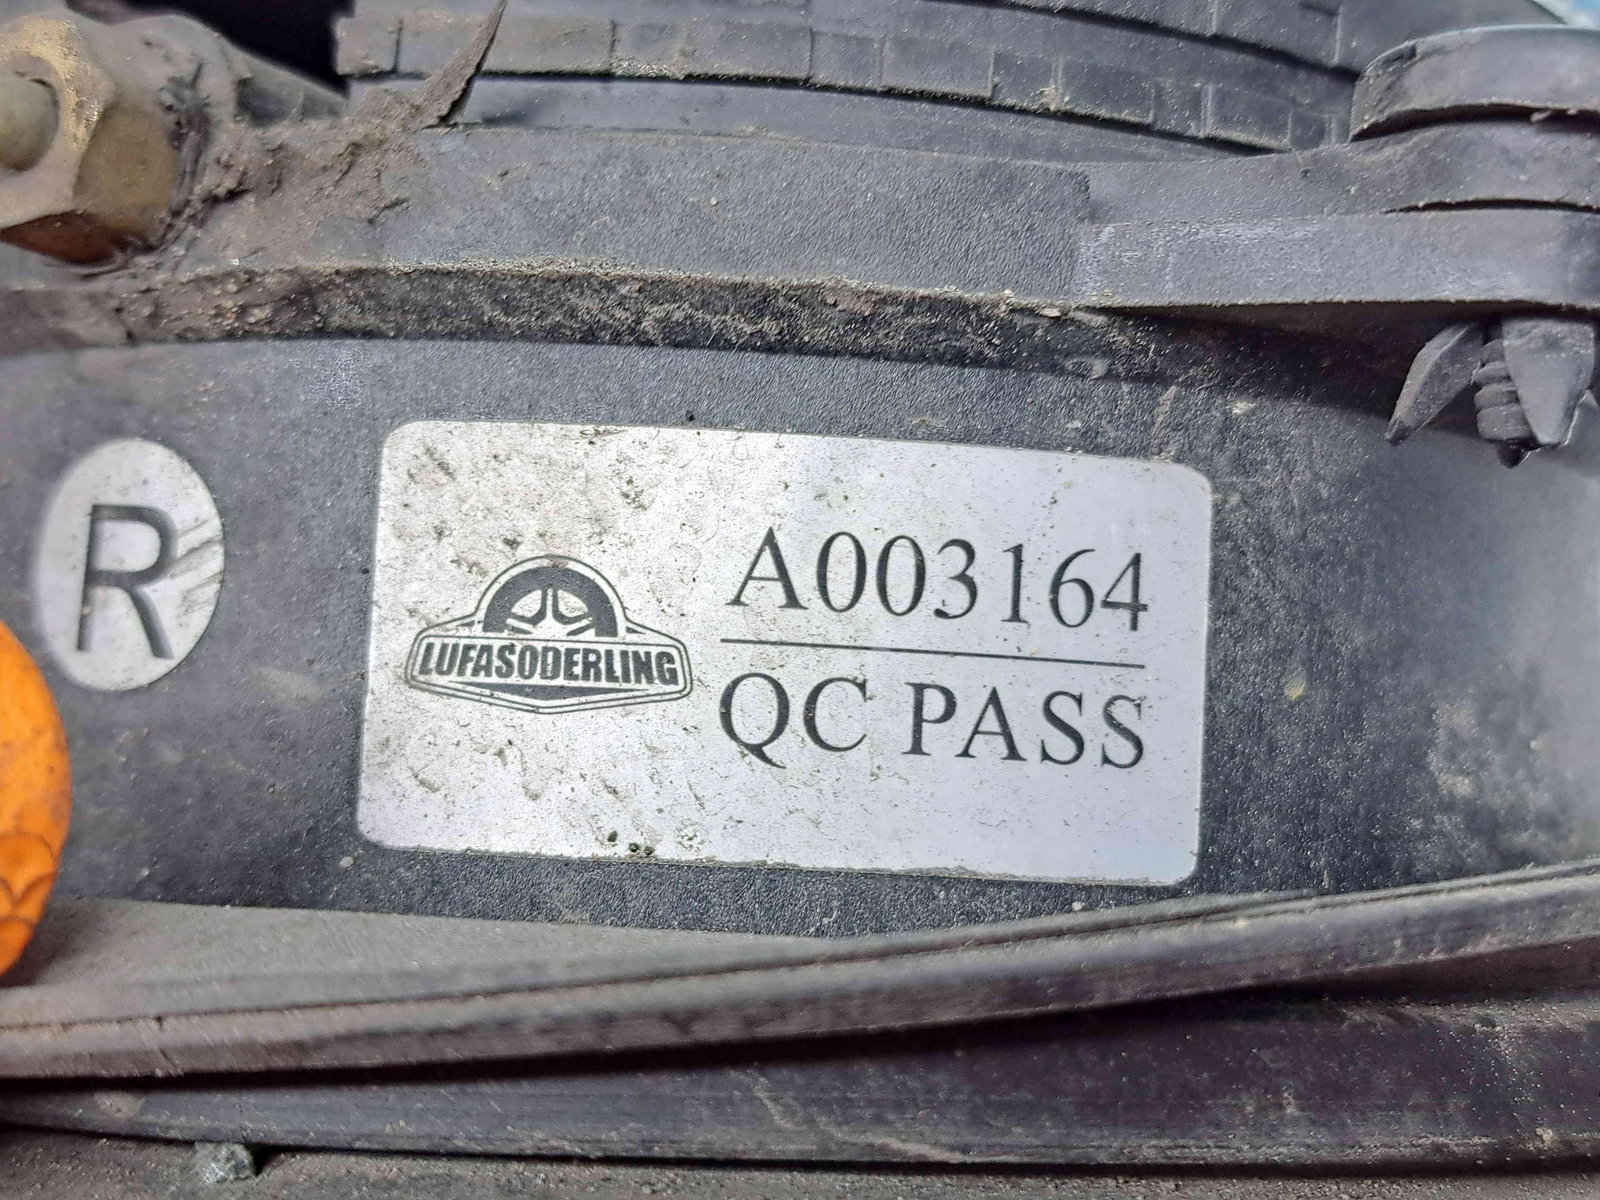 R
LUFASODERLING
A003164
QC PASS